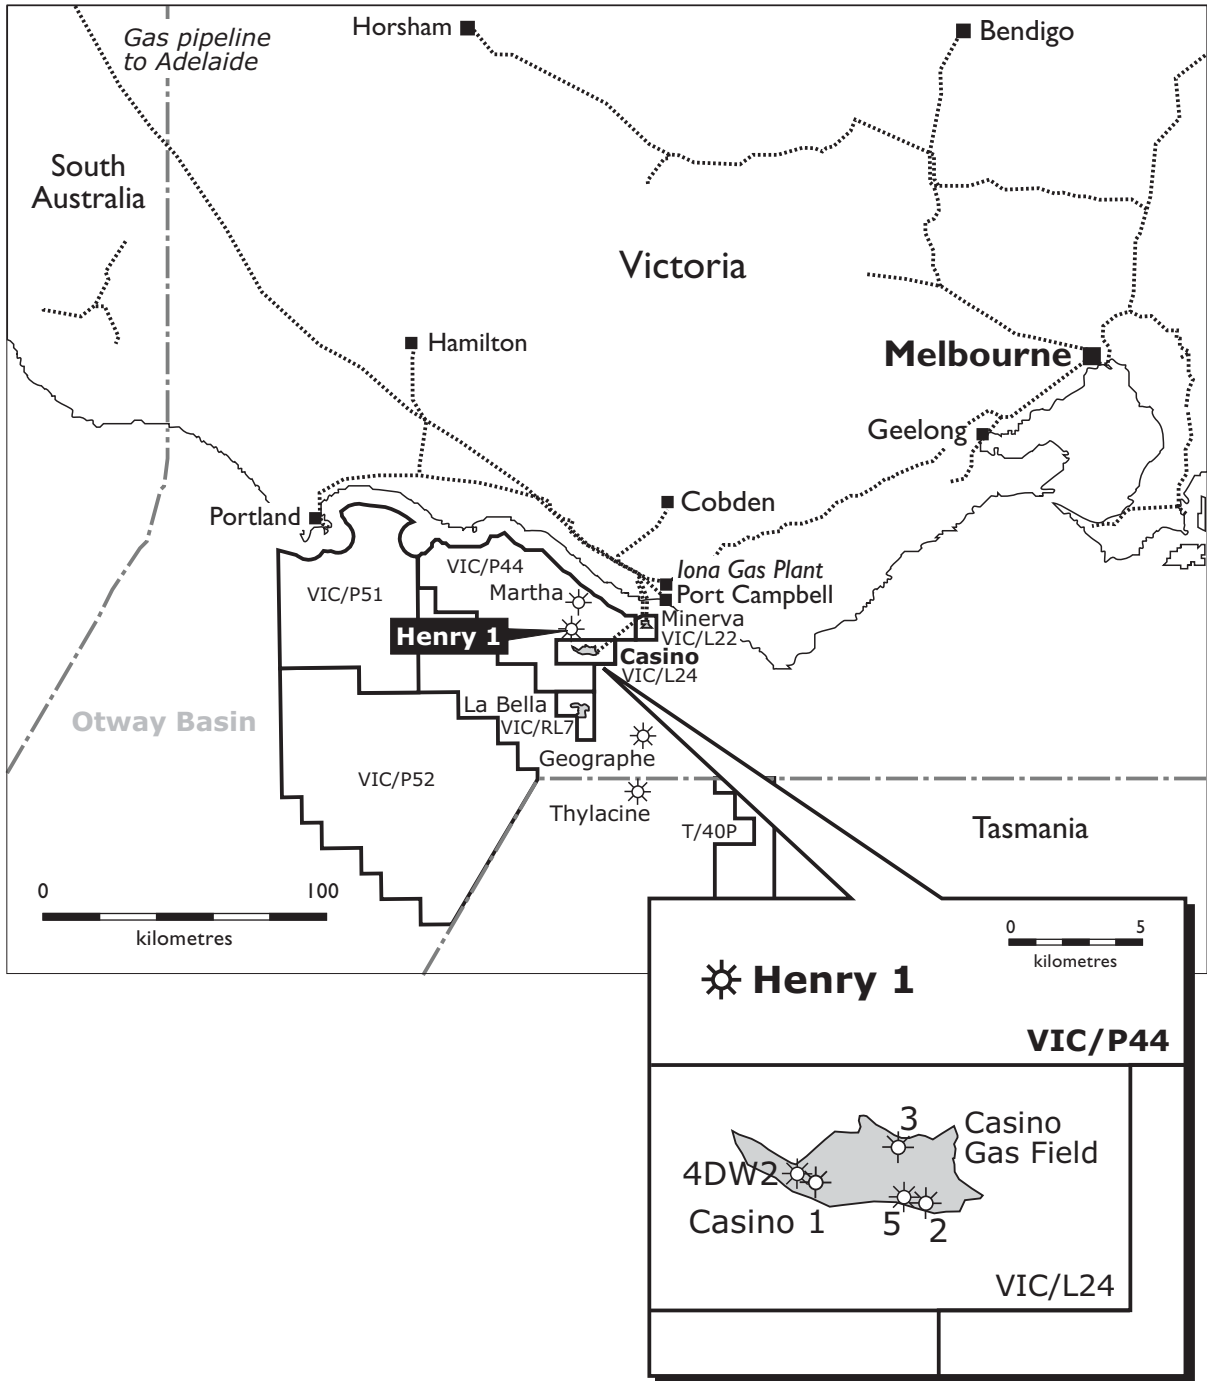 Horsham
Bendigo
Gas pipeline
to Adelaide
South
Australia
Victoria
Hamilton
Melbourne
Geelong
Cobden
Portland
Iona Gas Plant
Port Campbell
VIC/P44
VIC/P51
Martha
Minerva
VIC/L22
Henry 1
Casino
VIC/L24
La Bella
VIC/RL7
Otway Basin
Geographe
VIC/P52
Thylacine
T/40P
Tasmania
0 100
kilometres
0 5
kilometres
Henry 1
VIC/P44
3
Casino
Gas Field
4DW2
Casino 1
5
2
VIC/L24